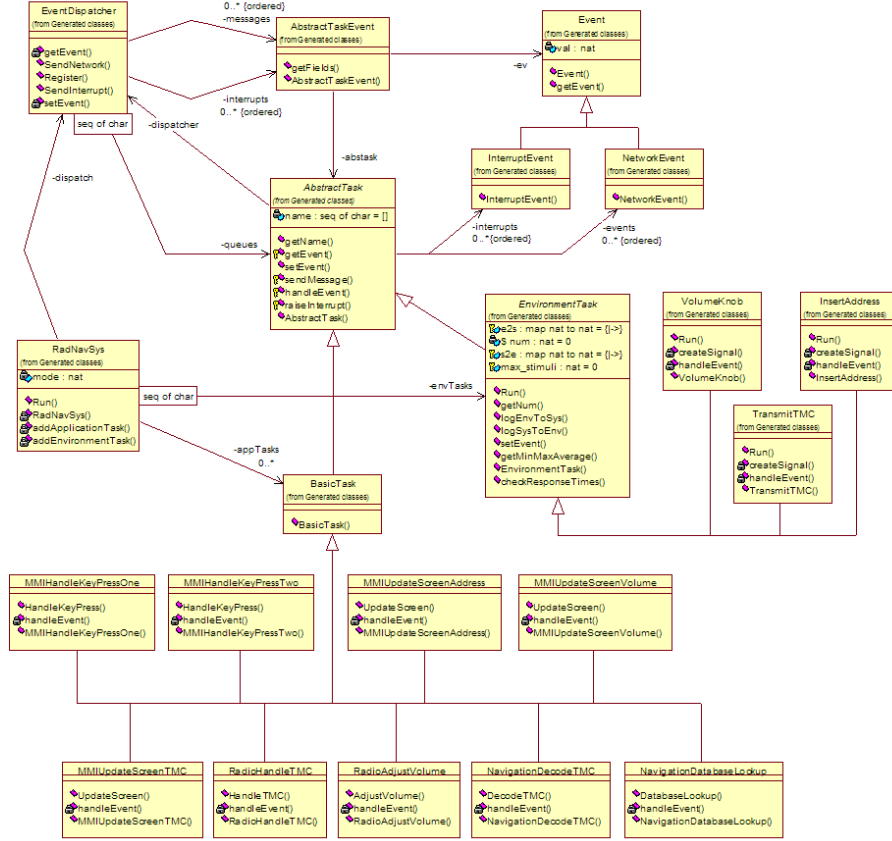 EventDispatcher
(from Generated classes)
getEvent()
SendNetwork()
Register()
SendInterrupt()
setEvent()
seq of char
0..* {ordered}
-messages
-interrupts
0..* {ordered}
AbstractTaskEvent
(from Generated classes)
getFields()
AbstractTaskEvent()
-ev
Event
(from Generated classes)
val : nat
Event()
getEvent()
-dispatcher
-abstask
-dispatch
-queues
InterruptEvent
(from Generated classes)
InterruptEvent()
NetworkEvent
(from Generated classes)
NetworkEvent()
-interrupts
0..*{ordered}
-events
0..*{ordered}
AbstractTask
(from Generated classes)
name : seq of char = []
getName()
getEvent()
setEvent()
sendMessage()
handleEvent()
raiseInterrupt()
AbstractTask()
EnvironmentTask
(from Generated classes)
e2s : map nat to nat = {|->}
$ num : nat = 0
s2e : map nat to nat = {|->}
max_stimuli : nat = 0
Run()
getNum()
logEnvToSys()
logSysToEnv()
setEvent()
getMinMaxAverage()
EnvironmentTask()
checkResponseTimes()
VolumeKnob
(from Generated classes)
Run()
createSignal()
handleEvent()
VolumeKnob()
InsertAddress
(from Generated classes)
Run()
createSignal()
handleEvent()
InsertAddress()
TransmitTMC
(from Generated classes)
Run()
createSignal()
handleEvent()
TransmitTMC()
RadNavSys
(from Generated classes)
mode : nat
Run()
RadNavSys()
addApplicationTask()
addEnvironmentTask()
seq of char
-envTasks
-appTasks
0..*
BasicTask
(from Generated classes)
BasicTask()
MMIHandleKeyPressOne
HandleKeyPress()
handleEvent()
MMIHandleKeyPressOne()
MMIHandleKeyPressTwo
HandleKeyPress()
handleEvent()
MMIHandleKeyPressTwo()
MMIUpdateScreenAddress
UpdateScreen()
handleEvent()
MMIUpdateScreenAddress()
MMIUpdateScreenVolume
UpdateScreen()
handleEvent()
MMIUpdateScreenVolume()
MMIUpdateScreenTMC
UpdateScreen()
handleEvent()
MMIUpdateScreenTMC()
RadioHandleTMC
HandleTMC()
handleEvent()
RadioHandleTMC()
RadioAdjustVolume
AdjustVolume()
handleEvent()
RadioAdjustVolume()
NavigationDecodeTMC
DecodeTMC()
handleEvent()
NavigationDecodeTMC()
NavigationDatabaseLookup
DatabaseLookup()
handleEvent()
NavigationDatabaseLookup()